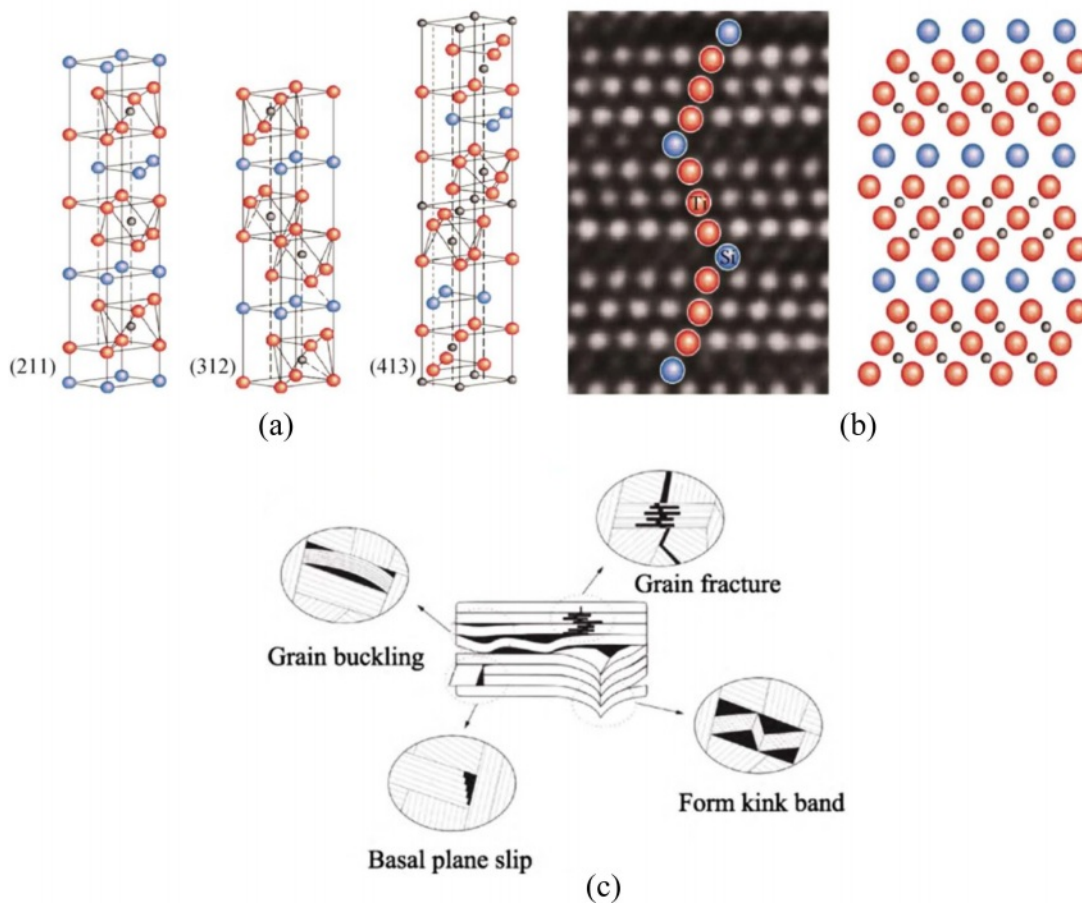 (211)
(312)
(413)
Ti
Si
(a)
(b)
Grain fracture
Grain buckling
Form kink band
Basal plane slip
(c)